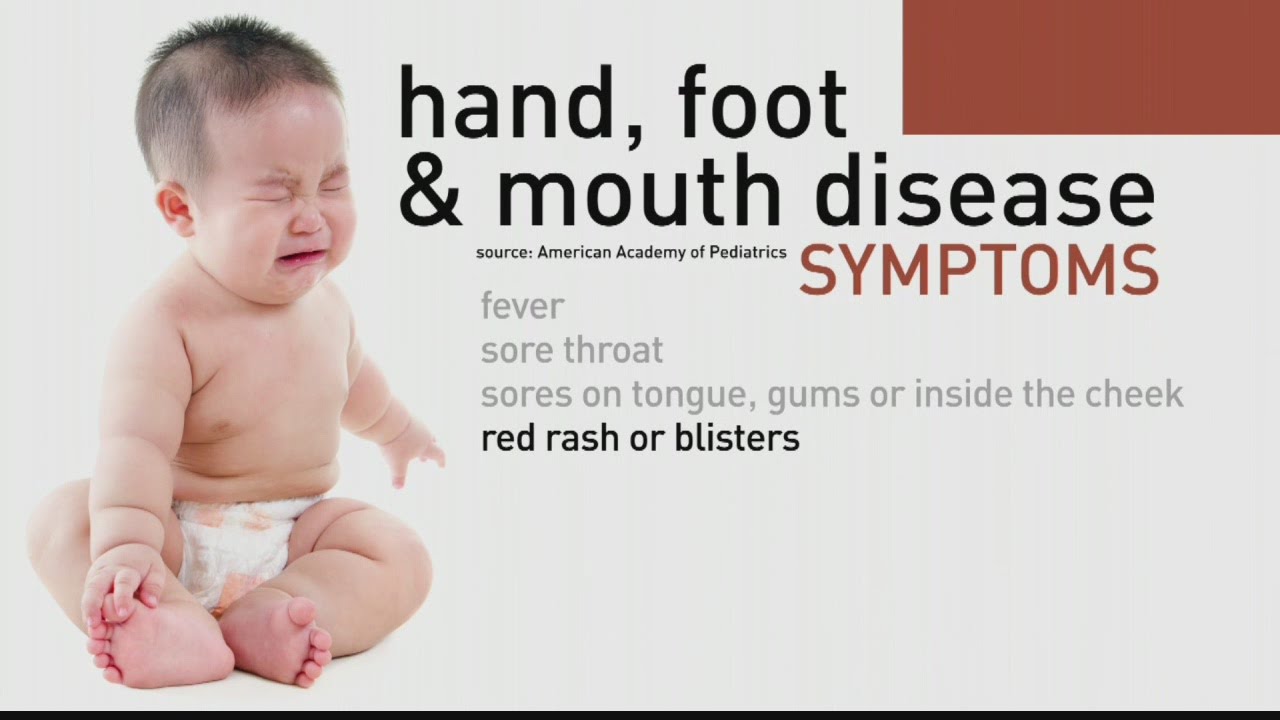 hand, foot
& mouth disease
source: American Academy of Pediatrics
SYMPTOMS
fever
sore throat
sores on tongue, gums or inside the cheek
red rash or blisters